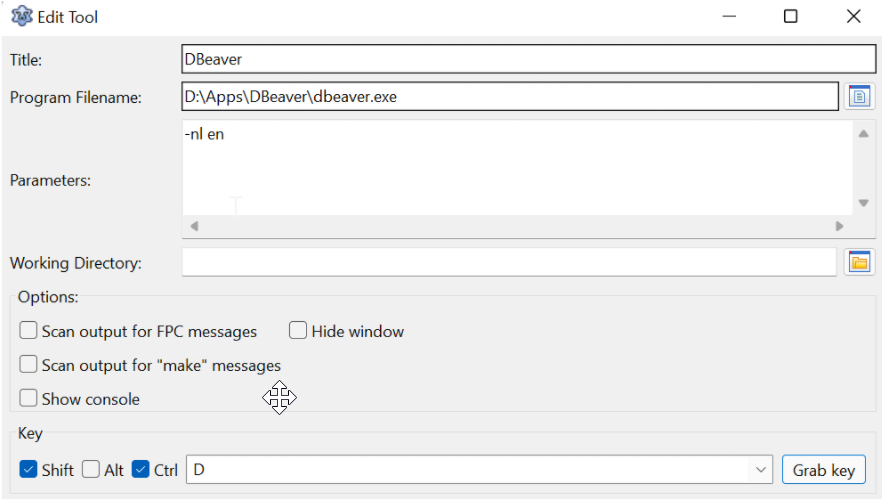 Edit Tool
Title: DBeaver
Program Filename: D:\Apps\DBeaver\dbeaver.exe
-nl en
Parameters:
Working Directory:
Options:
Scan output for FPC messages Hide window
Scan output for "make" messages
Show console
Key
Shift Alt Ctrl D Grab key